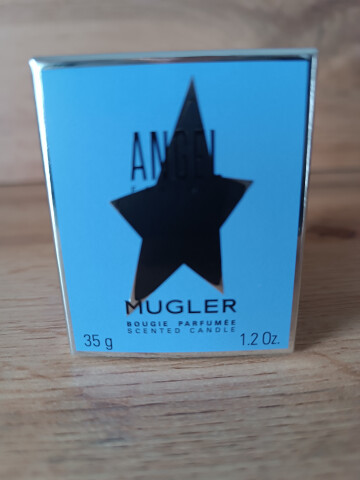 ANGEL
MUGLER
BOUGIE PARFUMÉE
SCENTED CANDLE
35 g 1.2 Oz.